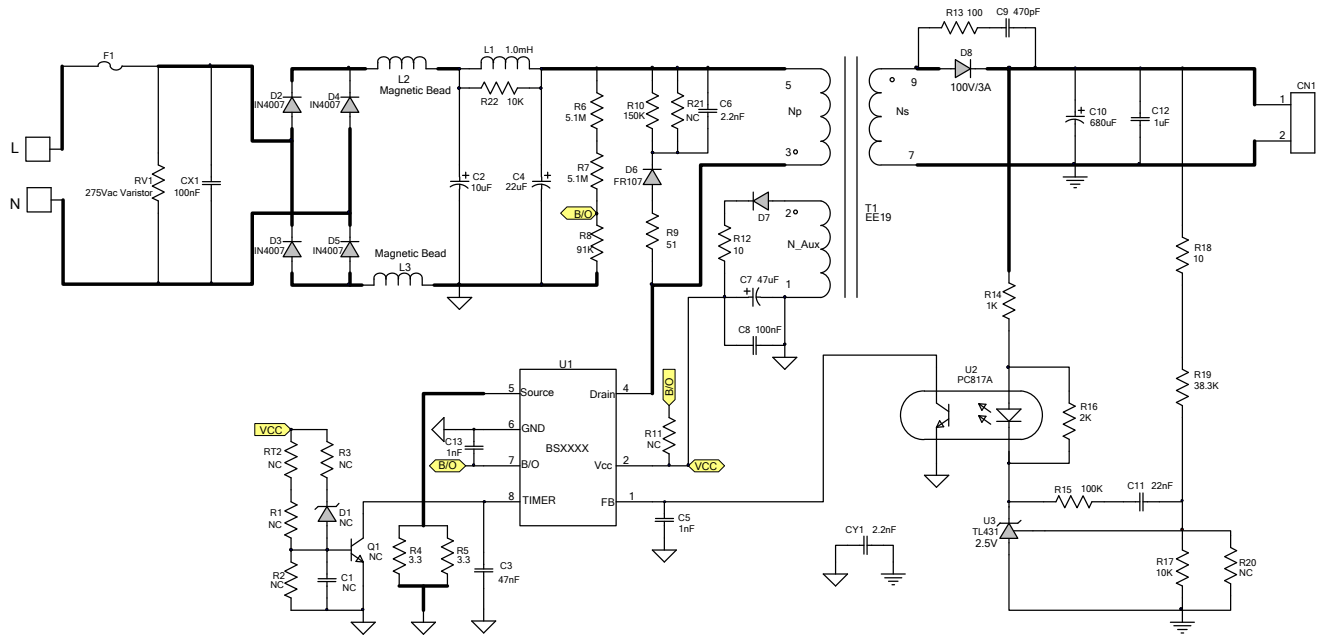 R13 100
C9 470pF
F1
L1 1.0mH
D8
100V/3A
L2
Magnetic Bead
R22 10K
D2
IN4007
D4
IN4007
R6
5.1M
R10
150K
R21
NC
C6
2.2nF
5
Np
3
9
Ns
7
C10
680uF
C12
1uF
CN1
1
2
L
N
RV1
275Vac Varistor
CX1
100nF
C2
10uF
C4
22uF
R7
5.1M
D6
FR107
B/O
R8
91K
R9
51
D7
2
N_Aux
1
R12
10
T1
EE19
D3
IN4007
D5
IN4007
Magnetic Bead
L3
C7 47uF
C8 100nF
R18
10
R14
1K
U1
5
Source
Drain
4
6
GND
BSXXXX
7
B/O
Vcc
2
8
TIMER
FB
1
B/O
R11
NC
VCC
U2
PC817A
R16
2K
R19
38.3K
VCC
RT2
NC
R3
NC
C13
1nF
B/O
R1
NC
D1
NC
Q1
NC
R2
NC
C1
NC
R4
3.3
R5
3.3
C3
47nF
C5
1nF
CY1 2.2nF
R15 100K
C11 22nF
U3
TL431
2.5V
R17
10K
R20
NC